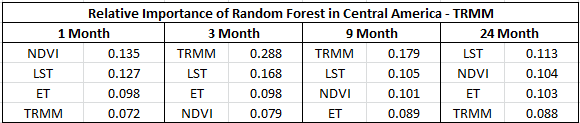 Relative Importance of Random Forest in Central America - TRMM
1 Month 3 Month 9 Month 24 Month
NDVI 0.135 TRMM 0.288 TRMM 0.179 LST 0.113
LST 0.127 LST 0.168 LST 0.105 NDVI 0.104
ET 0.098 ET 0.098 NDVI 0.101 ET 0.103
TRMM 0.072 NDVI 0.079 ET 0.089 TRMM 0.088